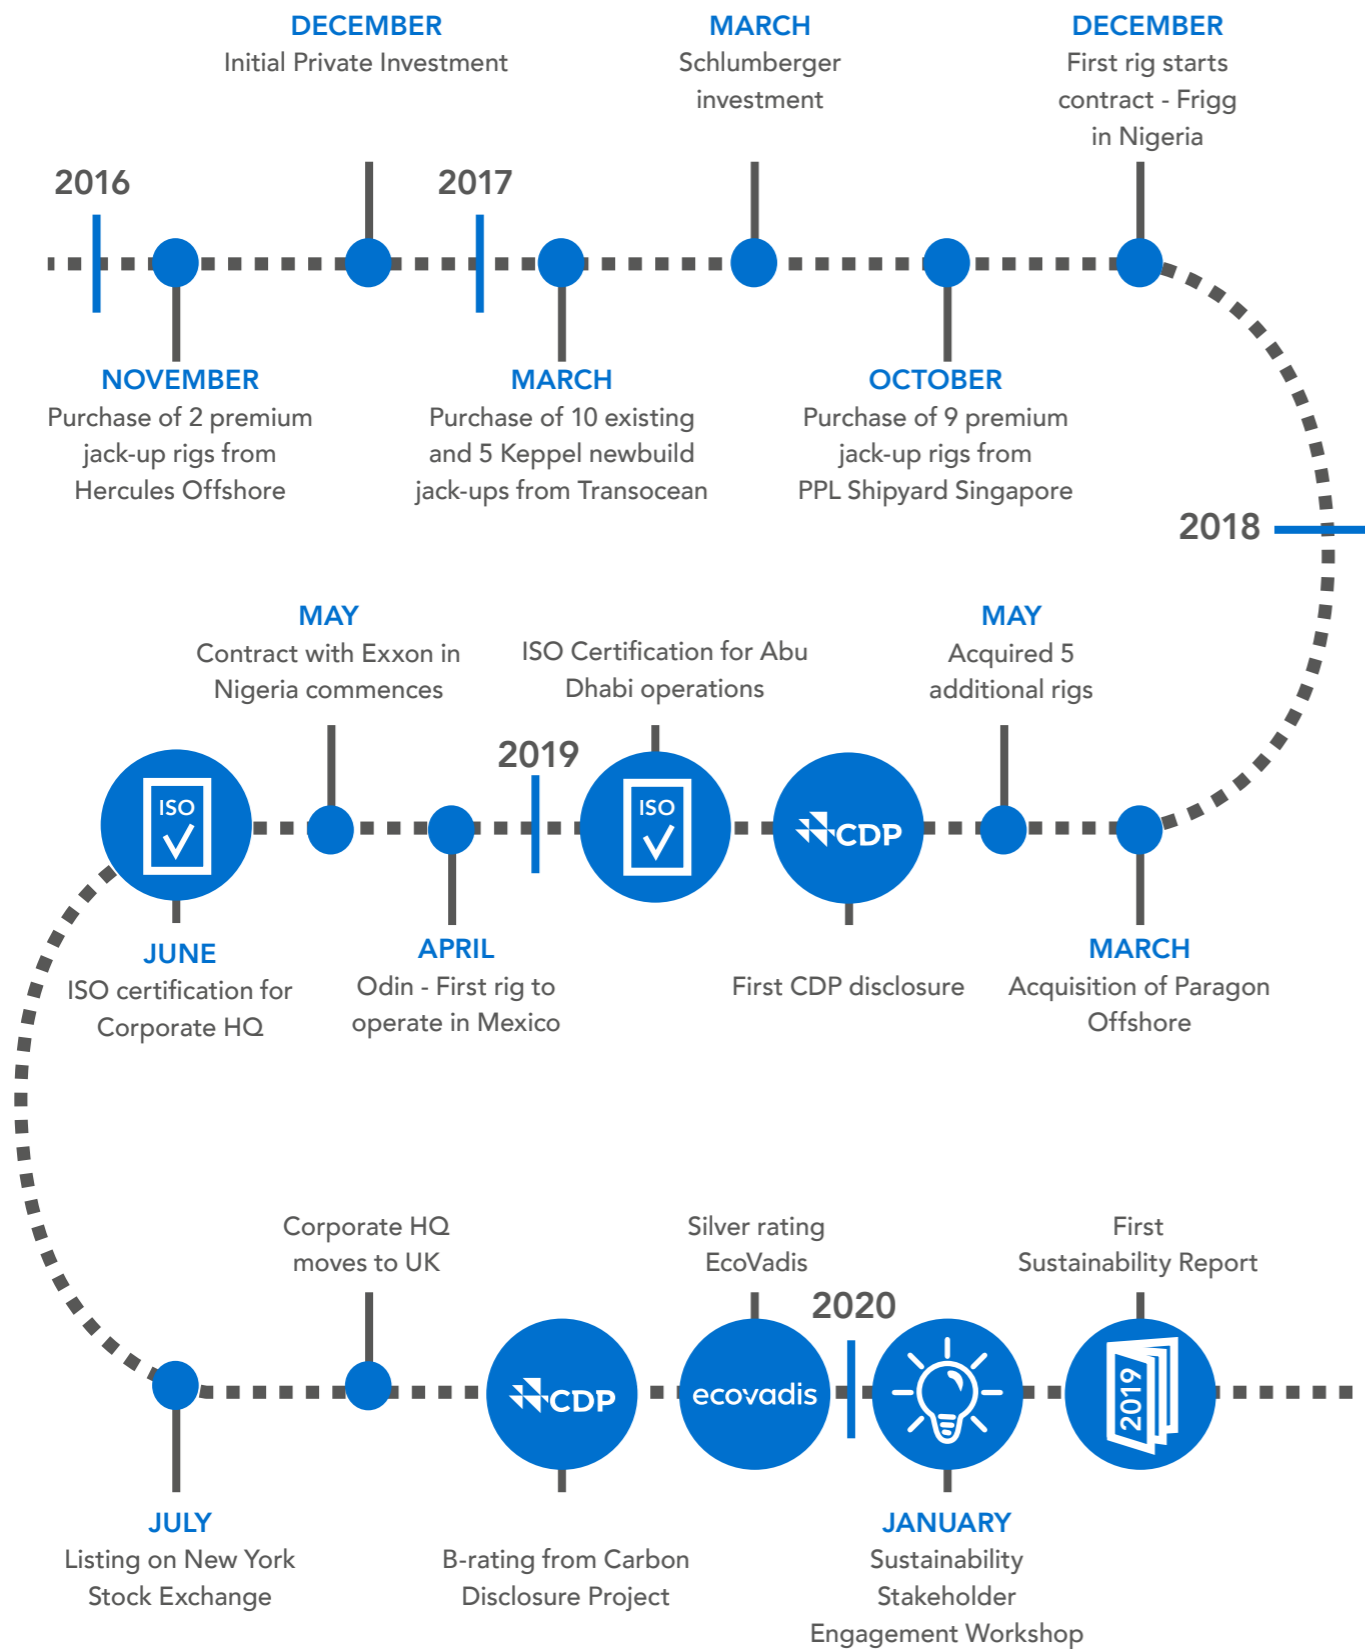 DECEMBER
Initial Private Investment
MARCH
Schlumberger
investment
DECEMBER
First rig starts
contract - Frigg
in Nigeria
2016
2017
NOVEMBER
Purchase of 2 premium
jack-up rigs from
Hercules Offshore
MARCH
Purchase of 10 existing
and 5 Keppel newbuild
jack-ups from Transocean
OCTOBER
Purchase of 9 premium
jack-up rigs from
PPL Shipyard Singapore
2018
MAY
Contract with Exxon in
Nigeria commences
ISO Certification for Abu
Dhabi operations
MAY
Acquired 5
additional rigs
2019
ISO
ISO
CDP
JUNE
ISO certification for
Corporate HQ
APRIL
Odin - First rig to
operate in Mexico
First CDP disclosure
MARCH
Acquisition of Paragon
Offshore
Corporate HQ
moves to UK
Silver rating
EcoVadis
First
Sustainability Report
2020
CDP
ecovadis
2019
JULY
Listing on New York
Stock Exchange
B-rating from Carbon
Disclosure Project
JANUARY
Sustainability
Stakeholder
Engagement Workshop